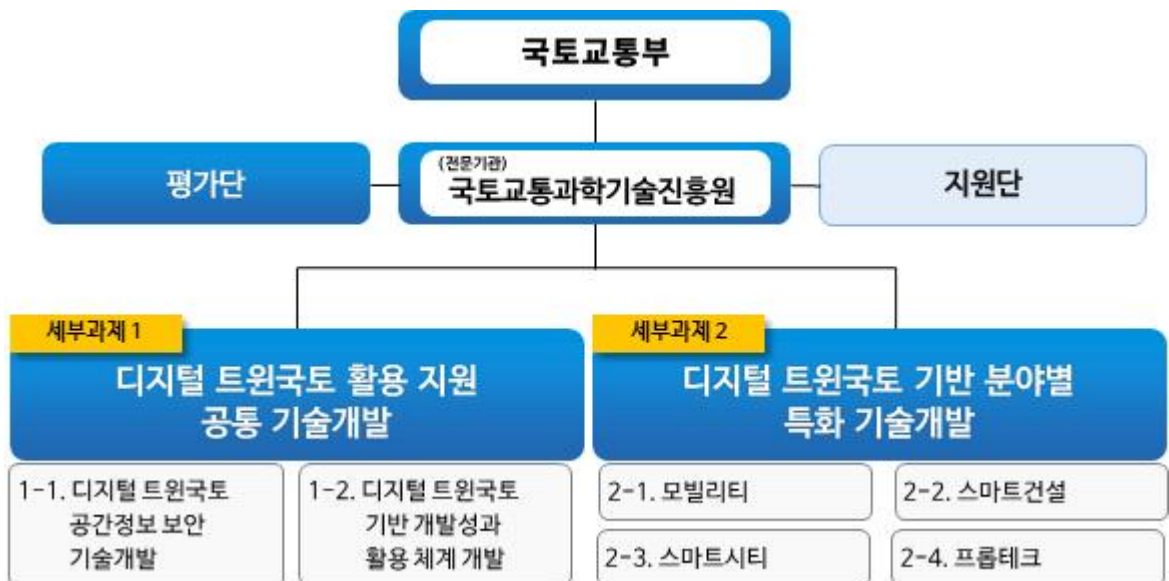 국토교통부
평가단
(전문기관)
국토교통과학기술진흥원
지원단
세부과제 1
디지털 트윈국토 활용 지원
공통 기술개발
1-1. 디지털 트윈국토
공간정보 보안
기술개발
1-2. 디지털 트윈국토
기반 개발성과
활용 체계 개발
세부과제 2
디지털 트윈국토 기반 분야별
특화 기술개발
2-1. 모빌리티
2-2. 스마트건설
2-3. 스마트시티
2-4. 프롭테크